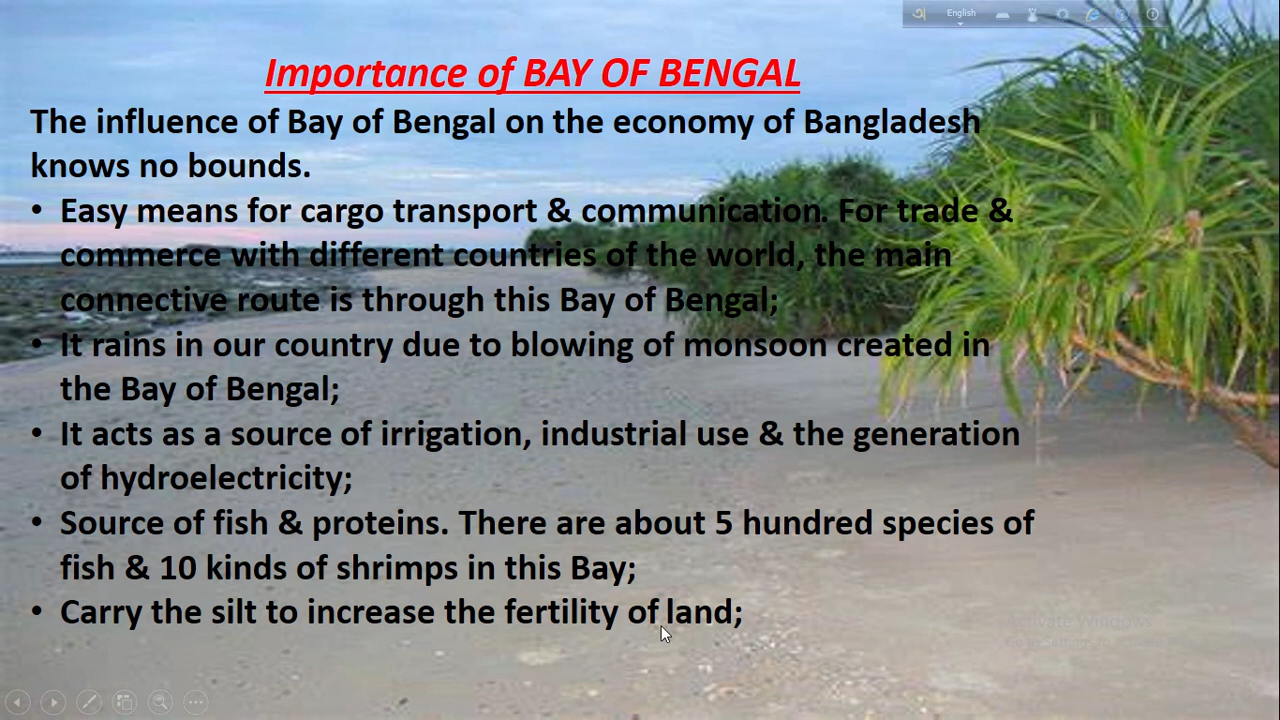 English
Importance of BAY OF BENGAL
The influence of Bay of Bengal on the economy of Bangladesh
knows no bounds.
• Easy means for cargo transport & communication. For trade &
commerce with different countries of the world, the main
connective route is through this Bay of Bengal;
• It rains in our country due to blowing of monsoon created in
the Bay of Bengal;
• It acts as a source of irrigation, industrial use & the generation
of hydroelectricity;
• Source of fish & proteins. There are about 5 hundred species of
fish & 10 kinds of shrimps in this Bay;
• Carry the silt to increase the fertility of land;
Activate Windows